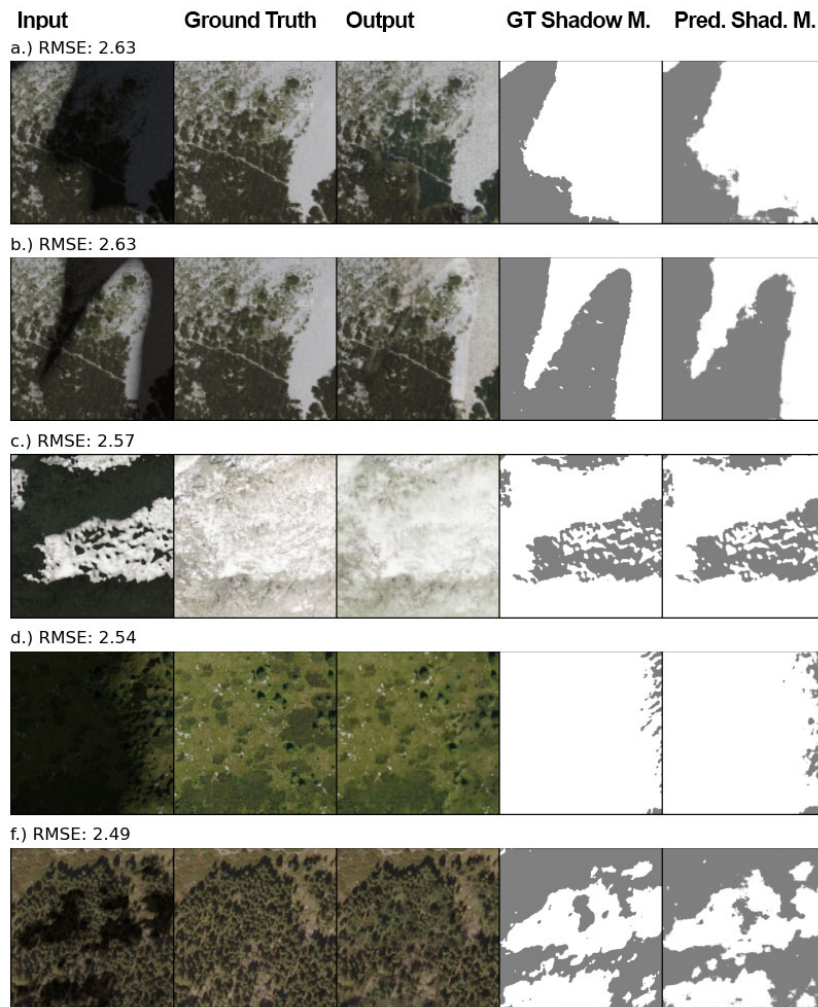 Input Ground Truth Output GT Shadow M. Pred. Shad. M.
a.) RMSE: 2.63
b.) RMSE: 2.63
c.) RMSE: 2.57
d.) RMSE: 2.54
f.) RMSE: 2.49